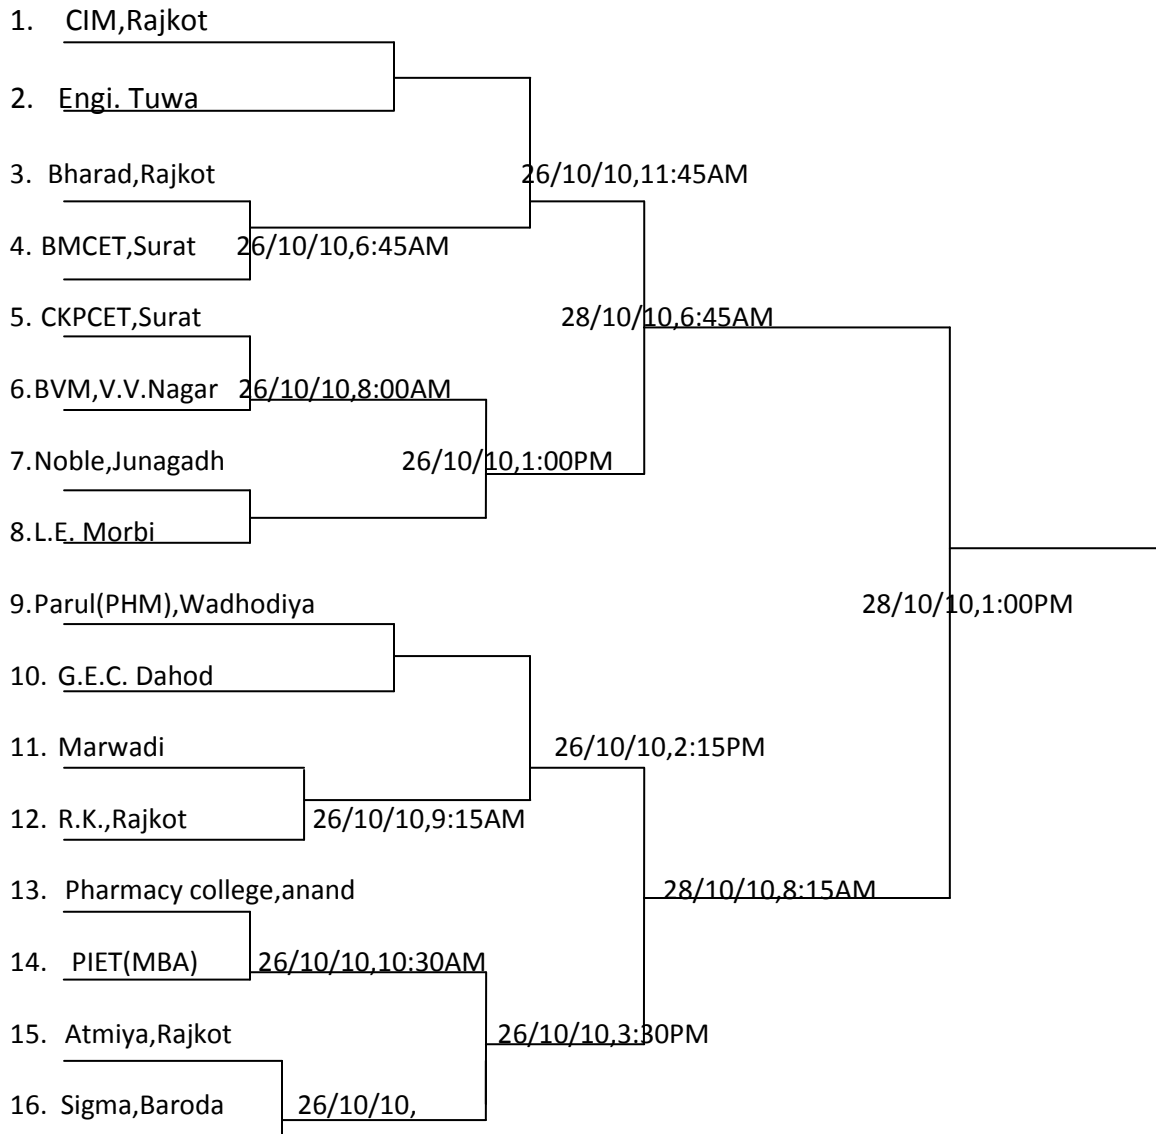 1. CIM,Rajkot
2. Engi. Tuwa
3. Bharad,Rajkot 26/10/10,11:45AM
4. BMCET,Surat 26/10/10,6:45AM
5. CKPCET,Surat 28/10/10,6:45AM
6.BVM,V.V.Nagar 26/10/10,8:00AM
7.Noble,Junagadh 26/10/10,1:00PM
8.L.E. Morbi
9.Parul(PHM),Wadhodiya 28/10/10,1:00PM
10. G.E.C. Dahod
11. Marwadi 26/10/10,2:15PM
12. R.K.,Rajkot 26/10/10,9:15AM
13. Pharmacy college,anand 28/10/10,8:15AM
14. PIET(MBA) 26/10/10,10:30AM
15. Atmiya,Rajkot 26/10/10,3:30PM
16. Sigma,Baroda 26/10/10,